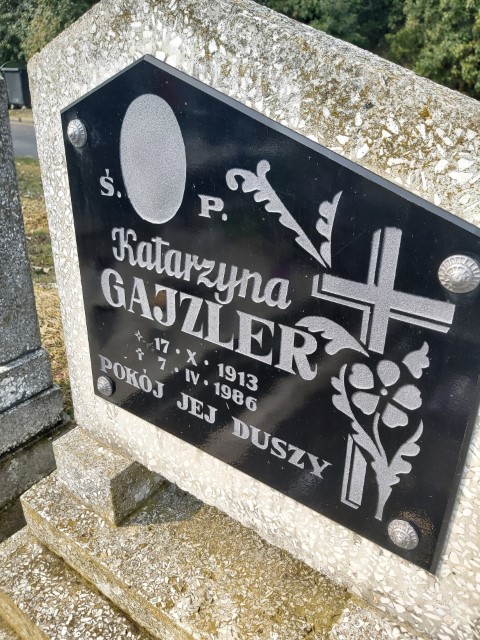 Ś. P.
Katarzyna
GAJZLER
* 17 · X · 1913
† 7 · IV · 1986
POKÓJ JEJ DUSZY